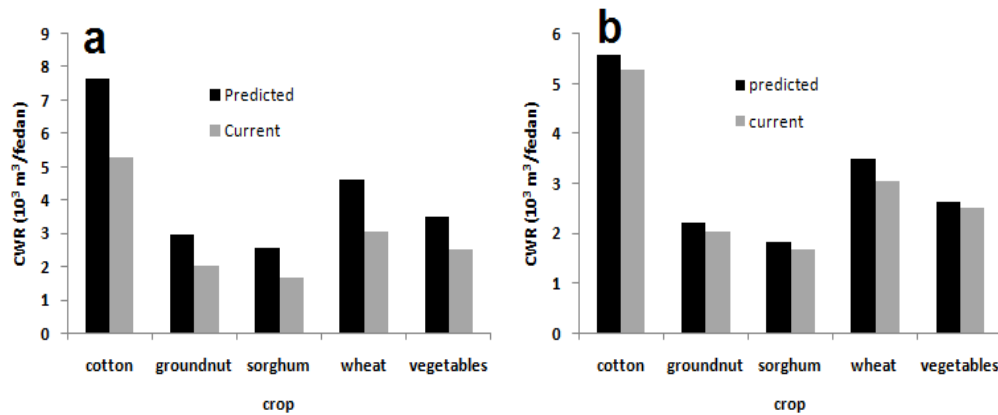 a
CWR (10³ m³/fedan)
9
8
7
6
5
4
3
2
1
0
Predicted
Current
cotton groundnut sorghum wheat vegetables
crop
b
CWR (10³ m³/fedan)
6
5
4
3
2
1
0
predicted
current
cotton groundnut sorghum wheat vegetables
crop